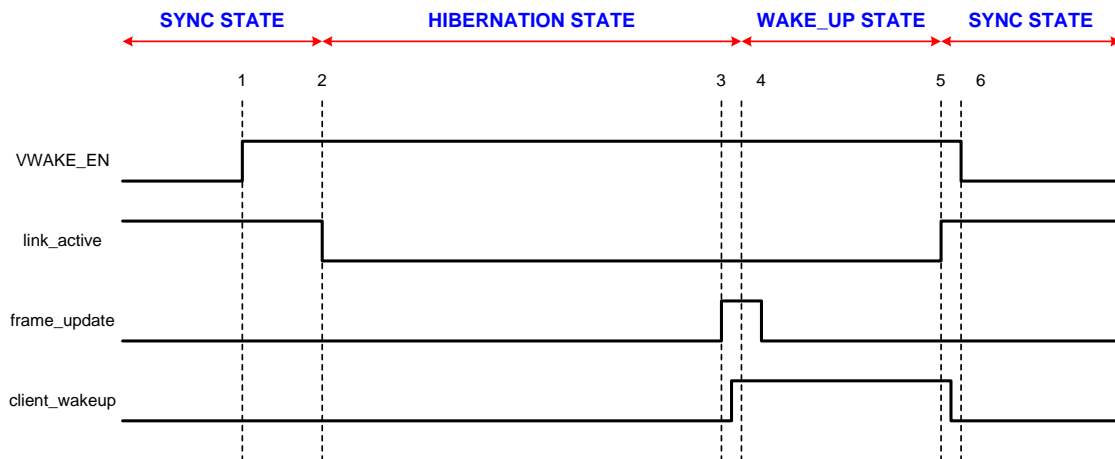 SYNC STATE HIBERNATION STATE WAKE_UP STATE SYNC STATE
1 2 3 4 5 6
VWAKE_EN
link_active
frame_update
client_wakeup